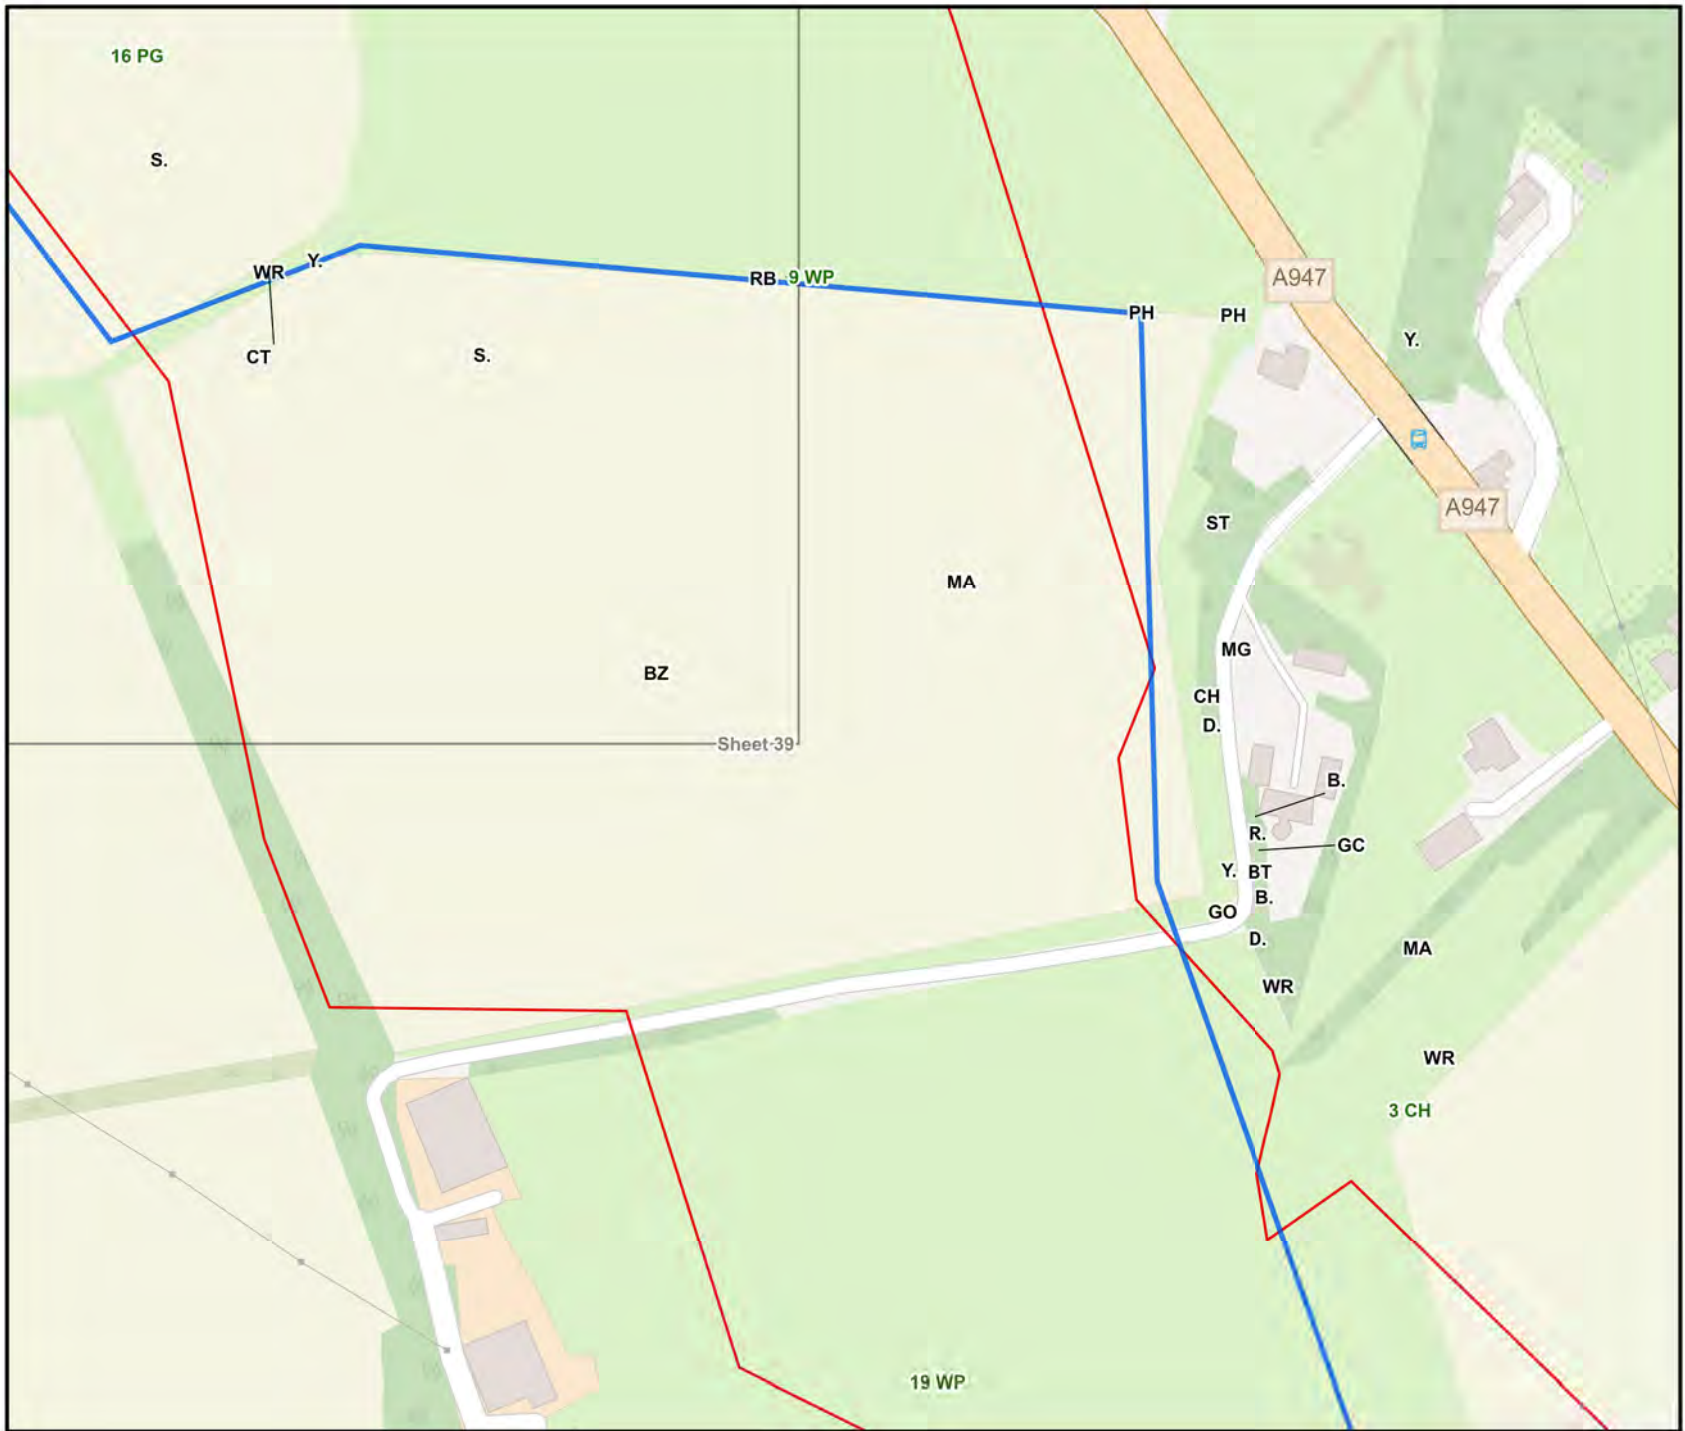 16 PG
S.
WR
Y.
CT
S.
RB
9 WP
PH
PH
A947
Y.
A947
ST
MA
BZ
MG
CH
D.
Sheet 39
B.
R.
GC
Y.
BT
B.
GO
D.
MA
WR
WR
3 CH
19 WP